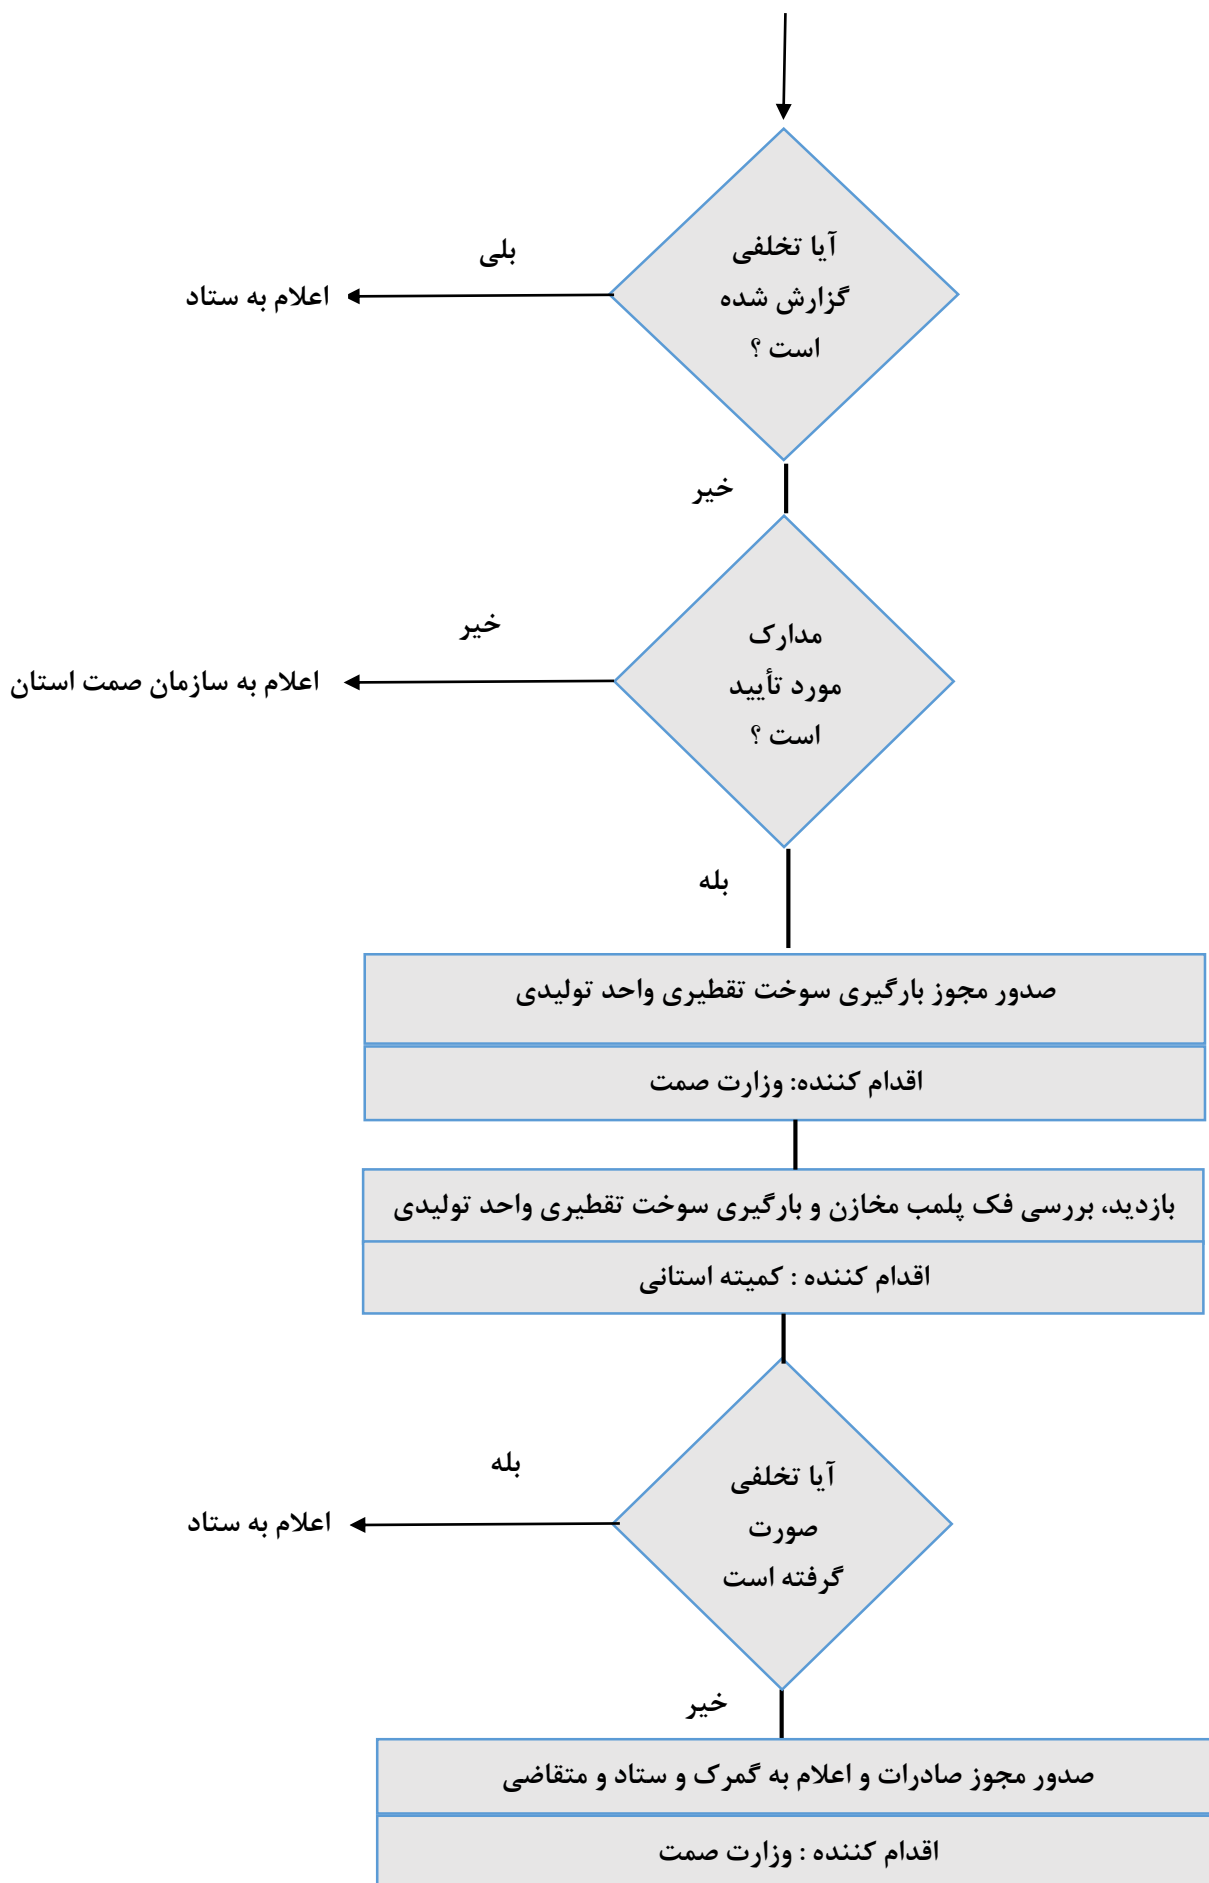 آیا تخلفی
گزارش شده
است ؟
بلی
اعلام به ستاد
خیر
مدارک
مورد تأیید
است ؟
خیر
اعلام به سازمان صمت استان
بله
صدور مجوز بارگیری سوخت تقطیری واحد تولیدی
اقدام کننده: وزارت صمت
بازدید، بررسی فک پلمب مخازن و بارگیری سوخت تقطیری واحد تولیدی
اقدام کننده : کمیته استانی
آیا تخلفی
صورت
گرفته است
بله
اعلام به ستاد
خیر
صدور مجوز صادرات و اعلام به گمرک و ستاد و متقاضی
اقدام کننده : وزارت صمت